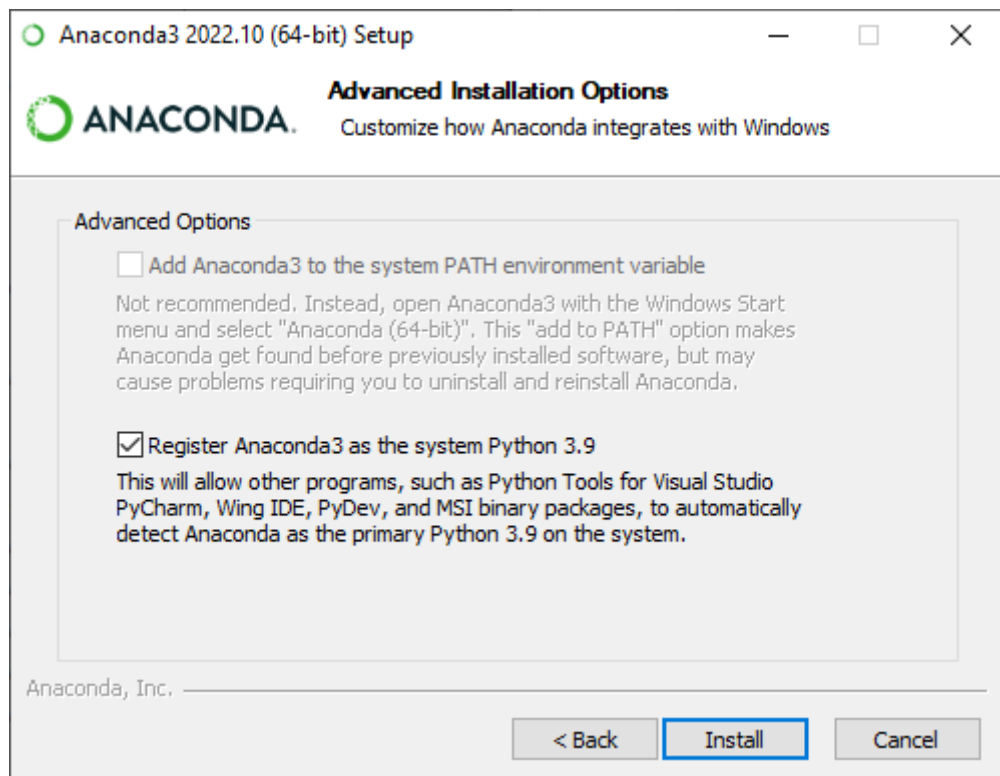 Anaconda3 2022.10 (64-bit) Setup
ANACONDA.
Advanced Installation Options
Customize how Anaconda integrates with Windows
Advanced Options
Add Anaconda3 to the system PATH environment variable
Not recommended. Instead, open Anaconda3 with the Windows Start
menu and select "Anaconda (64-bit)". This "add to PATH" option makes
Anaconda get found before previously installed software, but may
cause problems requiring you to uninstall and reinstall Anaconda.
Register Anaconda3 as the system Python 3.9
This will allow other programs, such as Python Tools for Visual Studio
PyCharm, Wing IDE, PyDev, and MSI binary packages, to automatically
detect Anaconda as the primary Python 3.9 on the system.
Anaconda, Inc.
< Back Install Cancel